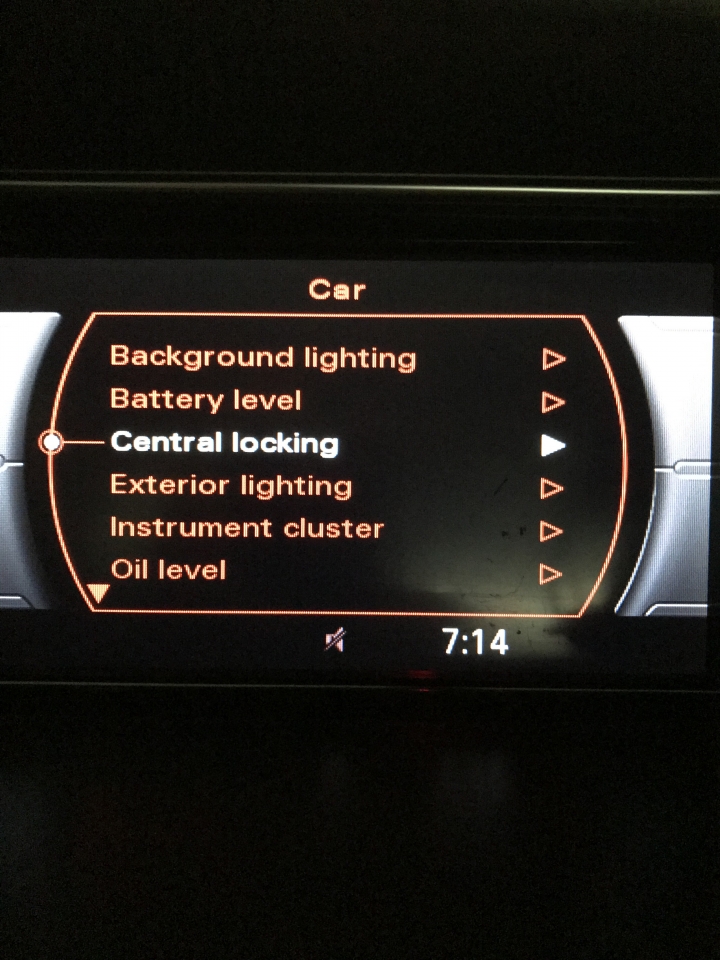 Car
Background lighting
Battery level
Central locking
Exterior lighting
Instrument cluster
Oil level
7:14